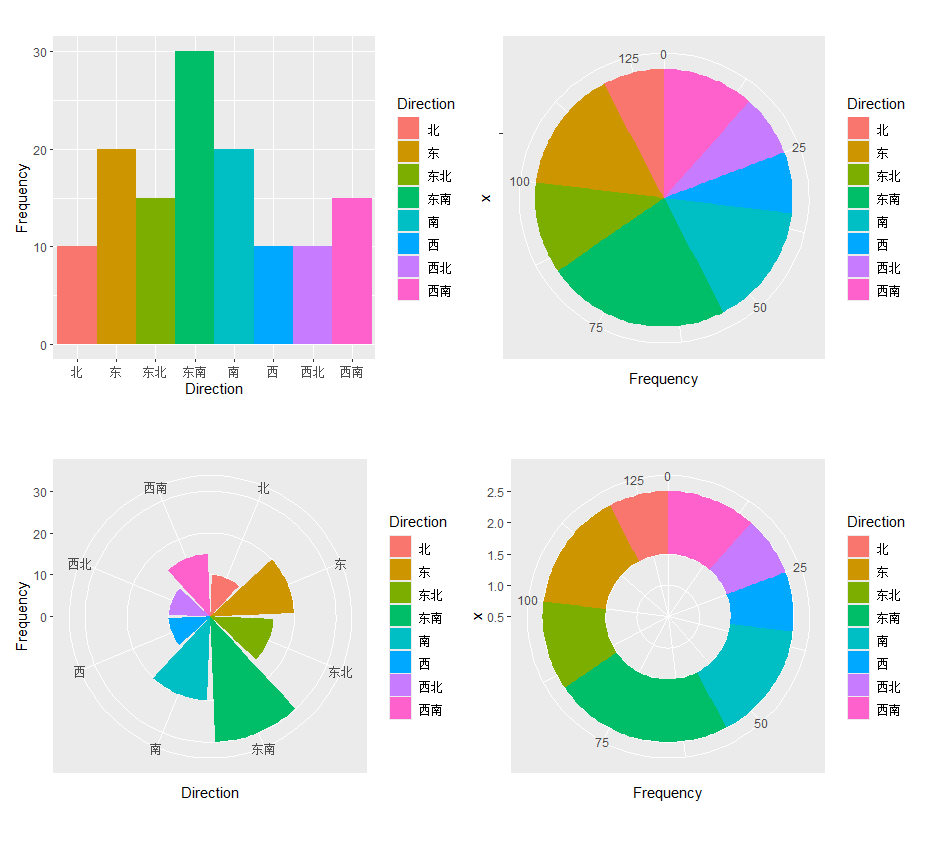 Frequency
30
20
10
0
北 东 东北 东南 南 西 西北 西南
Direction
Direction
北
东
东北
东南
南
西
西北
西南
x
0
25
50
75
100
125
Frequency
Direction
北
东
东北
东南
南
西
西北
西南
Frequency
30
20
10
0
北
东
东北
东南
南
西
西北
西南
Direction
Direction
北
东
东北
东南
南
西
西北
西南
x
2.5
2.0
1.5
1.0
0.5
0
25
50
75
100
125
Frequency
Direction
北
东
东北
东南
南
西
西北
西南